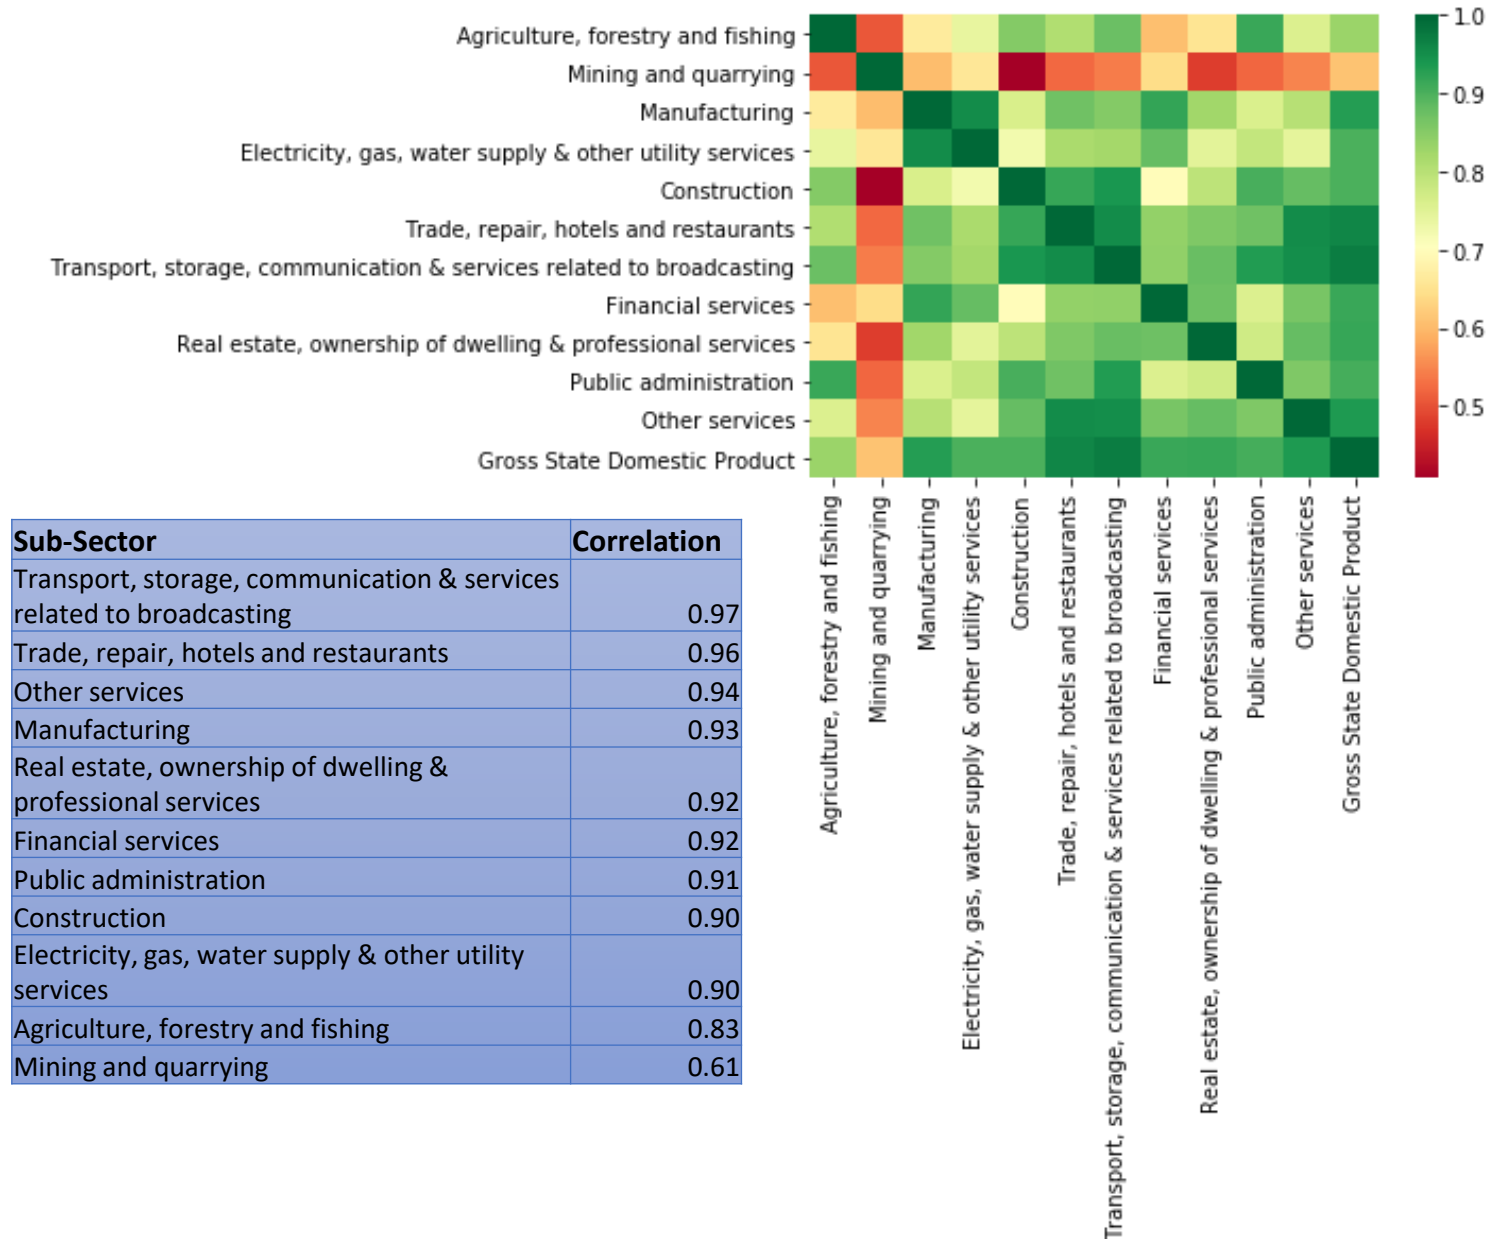 Agriculture, forestry and fishing
Mining and quarrying
Manufacturing
Electricity, gas, water supply & other utility services
Construction
Trade, repair, hotels and restaurants
Transport, storage, communication & services related to broadcasting
Financial services
Real estate, ownership of dwelling & professional services
Public administration
Other services
Gross State Domestic Product
1.0
0.9
0.8
0.7
0.6
0.5
Agriculture, forestry and fishing
Mining and quarrying
Manufacturing
Electricity, gas, water supply & other utility services
Construction
Trade, repair, hotels and restaurants
Transport, storage, communication & services related to broadcasting
Financial services
Real estate, ownership of dwelling & professional services
Public administration
Other services
Gross State Domestic Product
Sub-Sector Correlation
Transport, storage, communication & services
related to broadcasting 0.97
Trade, repair, hotels and restaurants 0.96
Other services 0.94
Manufacturing 0.93
Real estate, ownership of dwelling &
professional services 0.92
Financial services 0.92
Public administration 0.91
Construction 0.90
Electricity, gas, water supply & other utility
services 0.90
Agriculture, forestry and fishing 0.83
Mining and quarrying 0.61